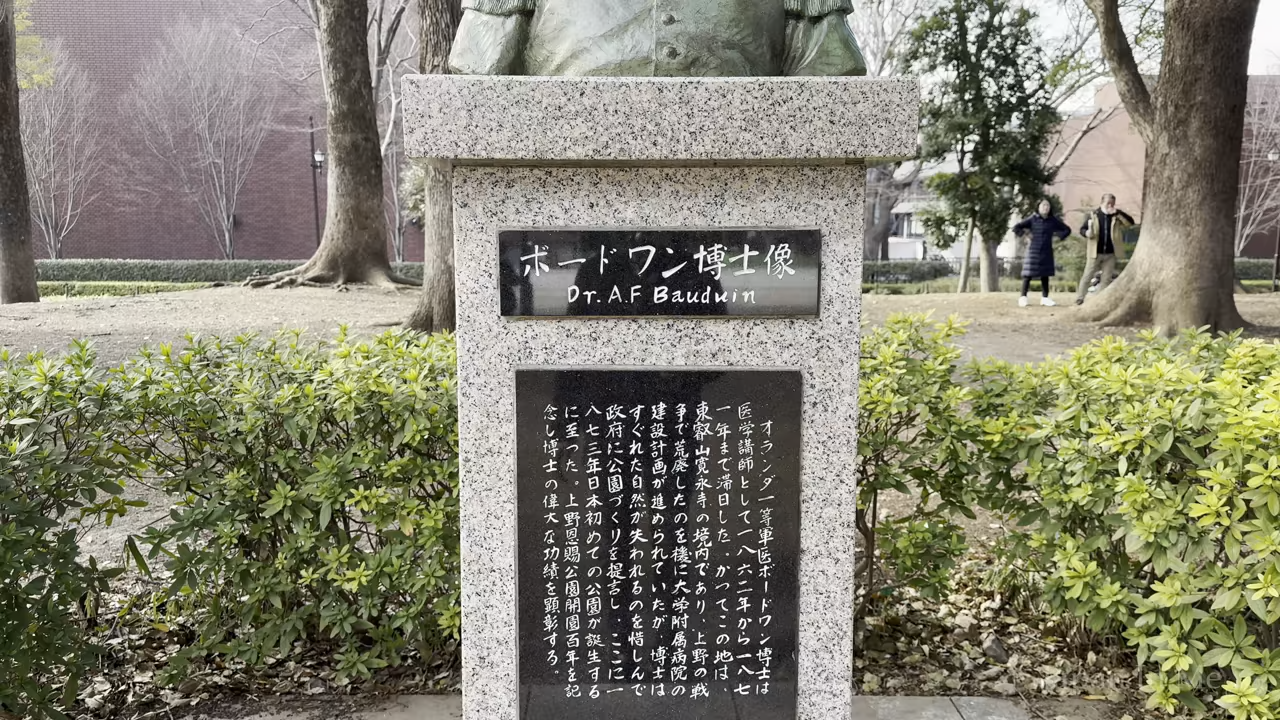 ボードワン博士像
Dr. A.F Bauduin
オランダ一等軍医ボードワン博士は
医学講師として一八六二年から一八七
一年まで滞日した。かつてこの地は、
東叡山寛永寺の境内であり、上野の戦
争で荒廃したのを機に大学附属病院の
建設計画が進められていたが、博士は
すぐれた自然が失われるのを惜しんで
政府に公園づくりを提言し、ここに一
八七三年日本初めての公園が誕生する
に至った。上野恩賜公園開園百年を記
念し博士の偉大な功績を顕彰する。